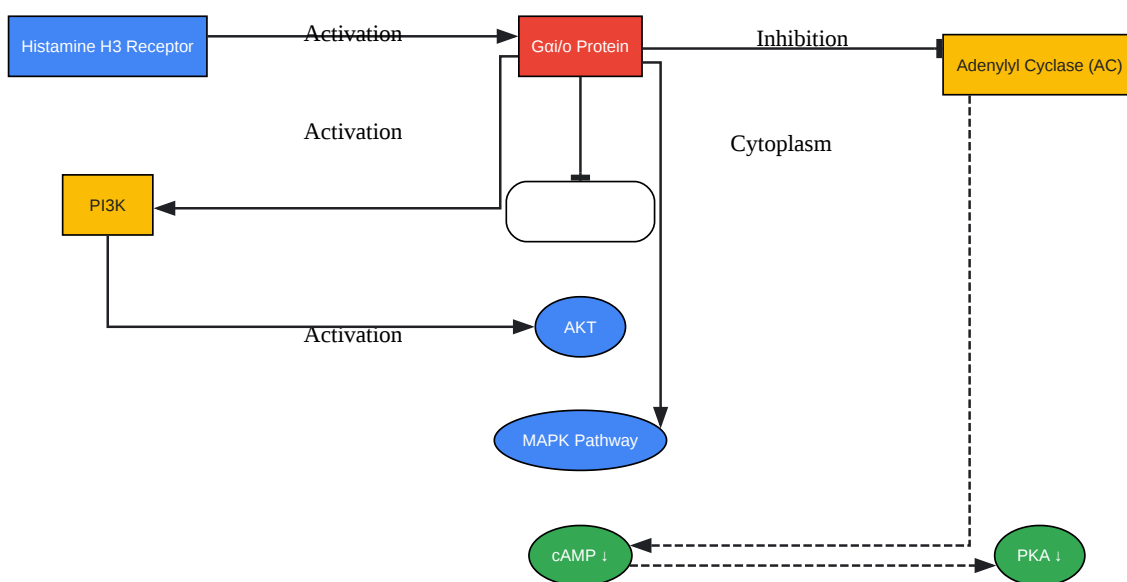 Histamine H3 Receptor
Activation
Gαi/o Protein
Inhibition
Adenylyl Cyclase (AC)
Activation
Cytoplasm
PI3K
AKT
Activation
MAPK Pathway
cAMP ↓
PKA ↓